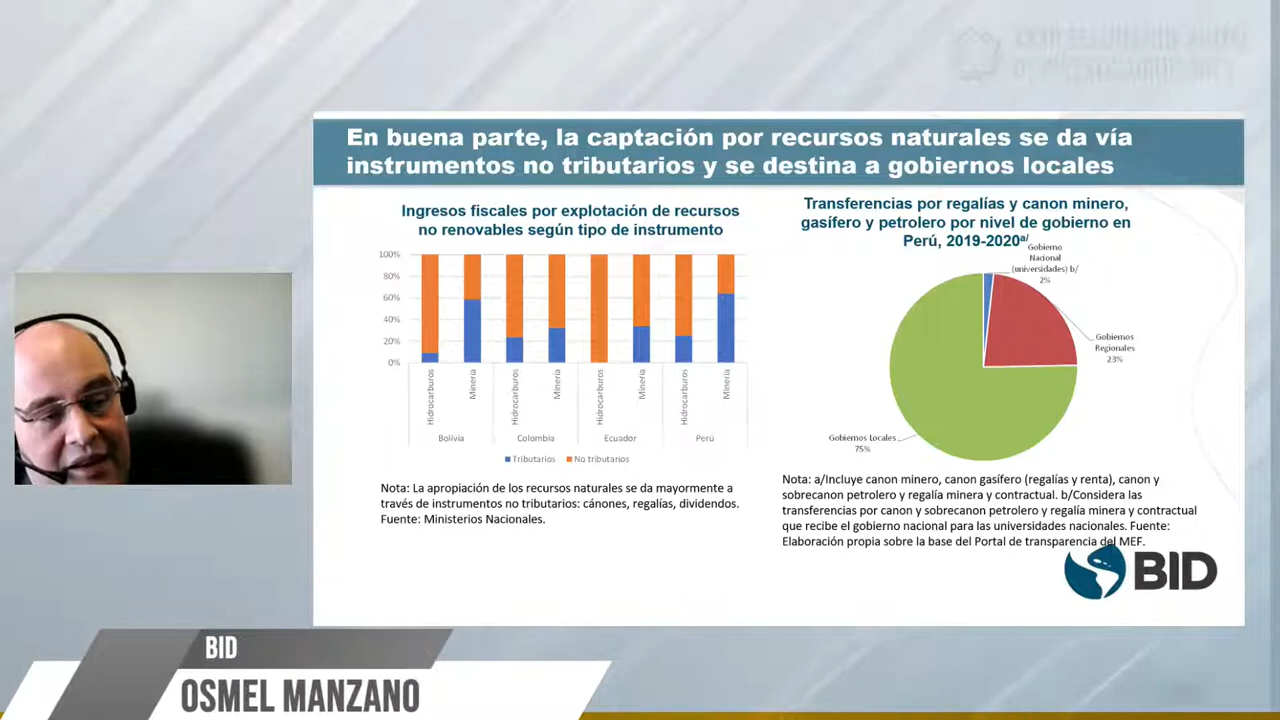 En buena parte, la captación por recursos naturales se da vía
instrumentos no tributarios y se destina a gobiernos locales
Ingresos fiscales por explotación de recursos
no renovables según tipo de instrumento
100%
80%
60%
40%
20%
0%
Hidrocarburos
Minería
Hidrocarburos
Minería
Hidrocarburos
Minería
Hidrocarburos
Minería
Bolivia
Colombia
Ecuador
Perú
Tributarios
No tributarios
Nota: La apropiación de los recursos naturales se da mayormente a
través de instrumentos no tributarios: cánones, regalías, dividendos.
Fuente: Ministerios Nacionales.
Transferencias por regalías y canon minero,
gasífero y petrolero por nivel de gobierno en
Perú, 2019-2020a/
Gobierno
Nacional
(universidades) b/
2%
Gobiernos
Regionales
23%
Gobiernos Locales
75%
Nota: a/Incluye canon minero, canon gasífero (regalías y renta), canon y
sobrecanon petrolero y regalía minera y contractual. b/Considera las
transferencias por canon y sobrecanon petrolero y regalía minera y contractual
que recibe el gobierno nacional para las universidades nacionales. Fuente:
Elaboración propia sobre la base del Portal de transparencia del MEF.
BID
BID
OSMEL MANZANO